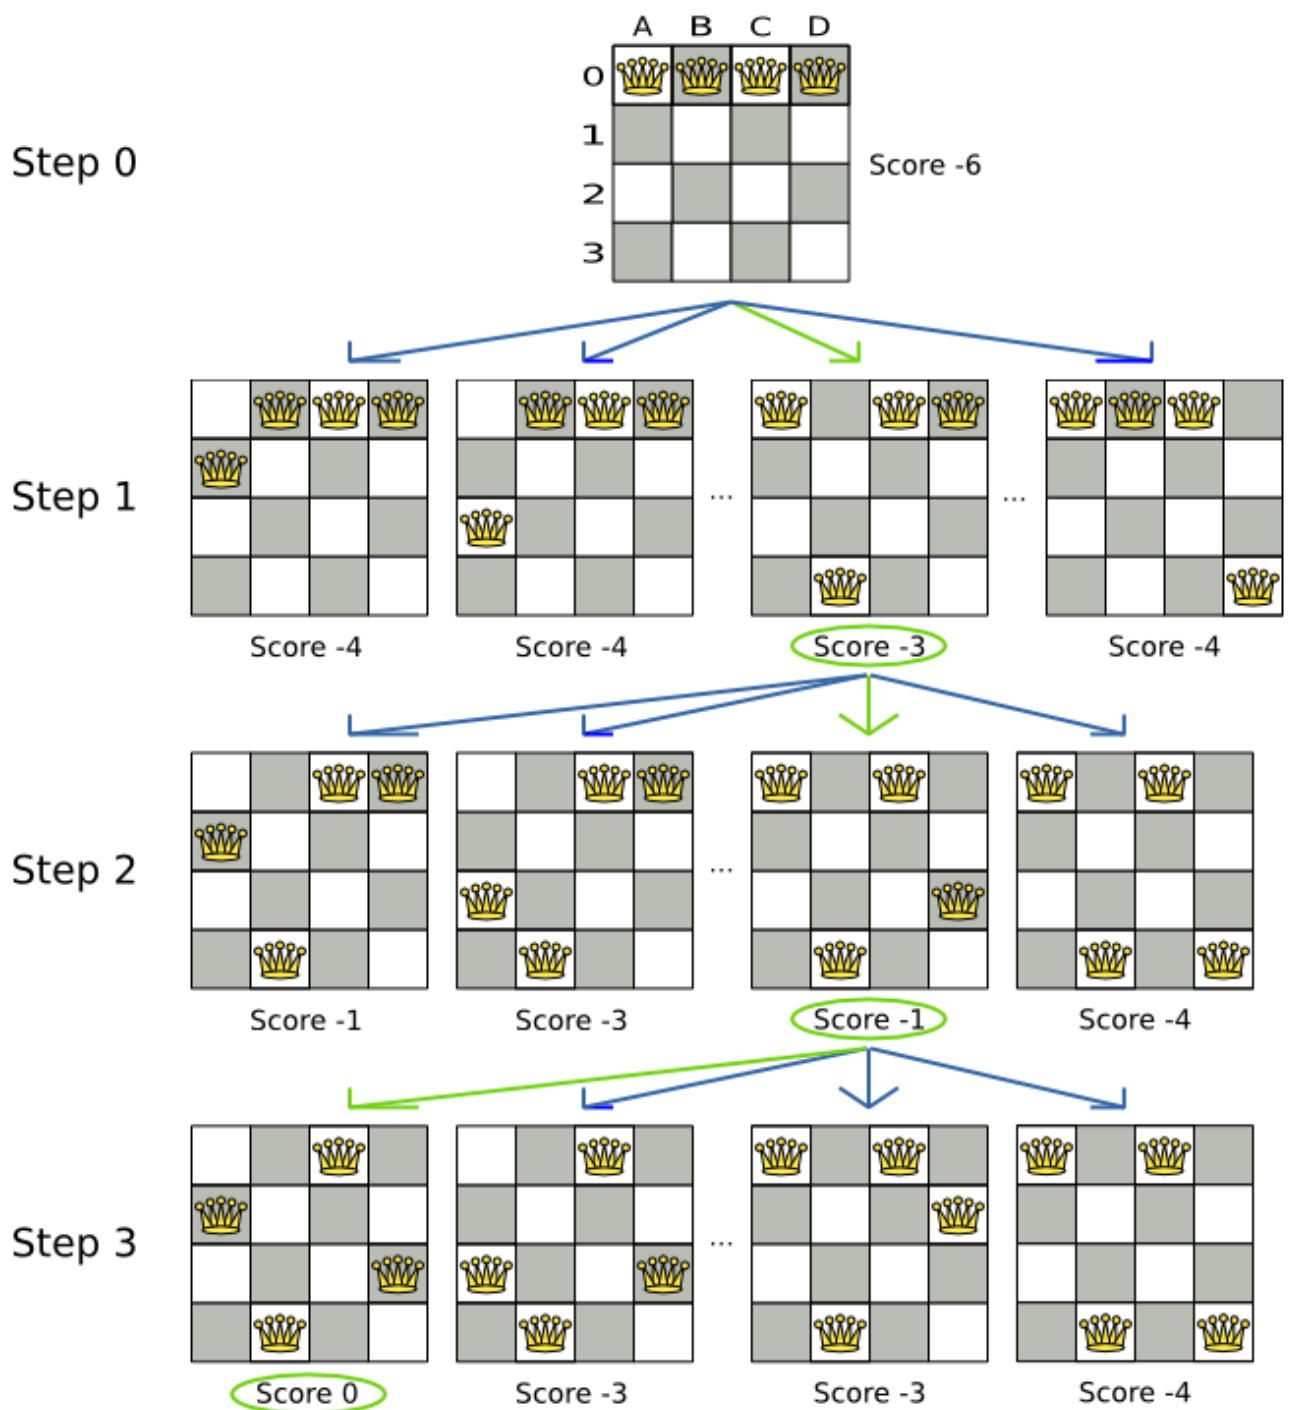 A B C D
0
1
Step 0
Score -6
2
3
Step 1
...
...
Score -4
Score -4
Score -3
Score -4
Step 2
...
Score -1
Score -3
Score -1
Score -4
Step 3
...
Score 0
Score -3
Score -3
Score -4